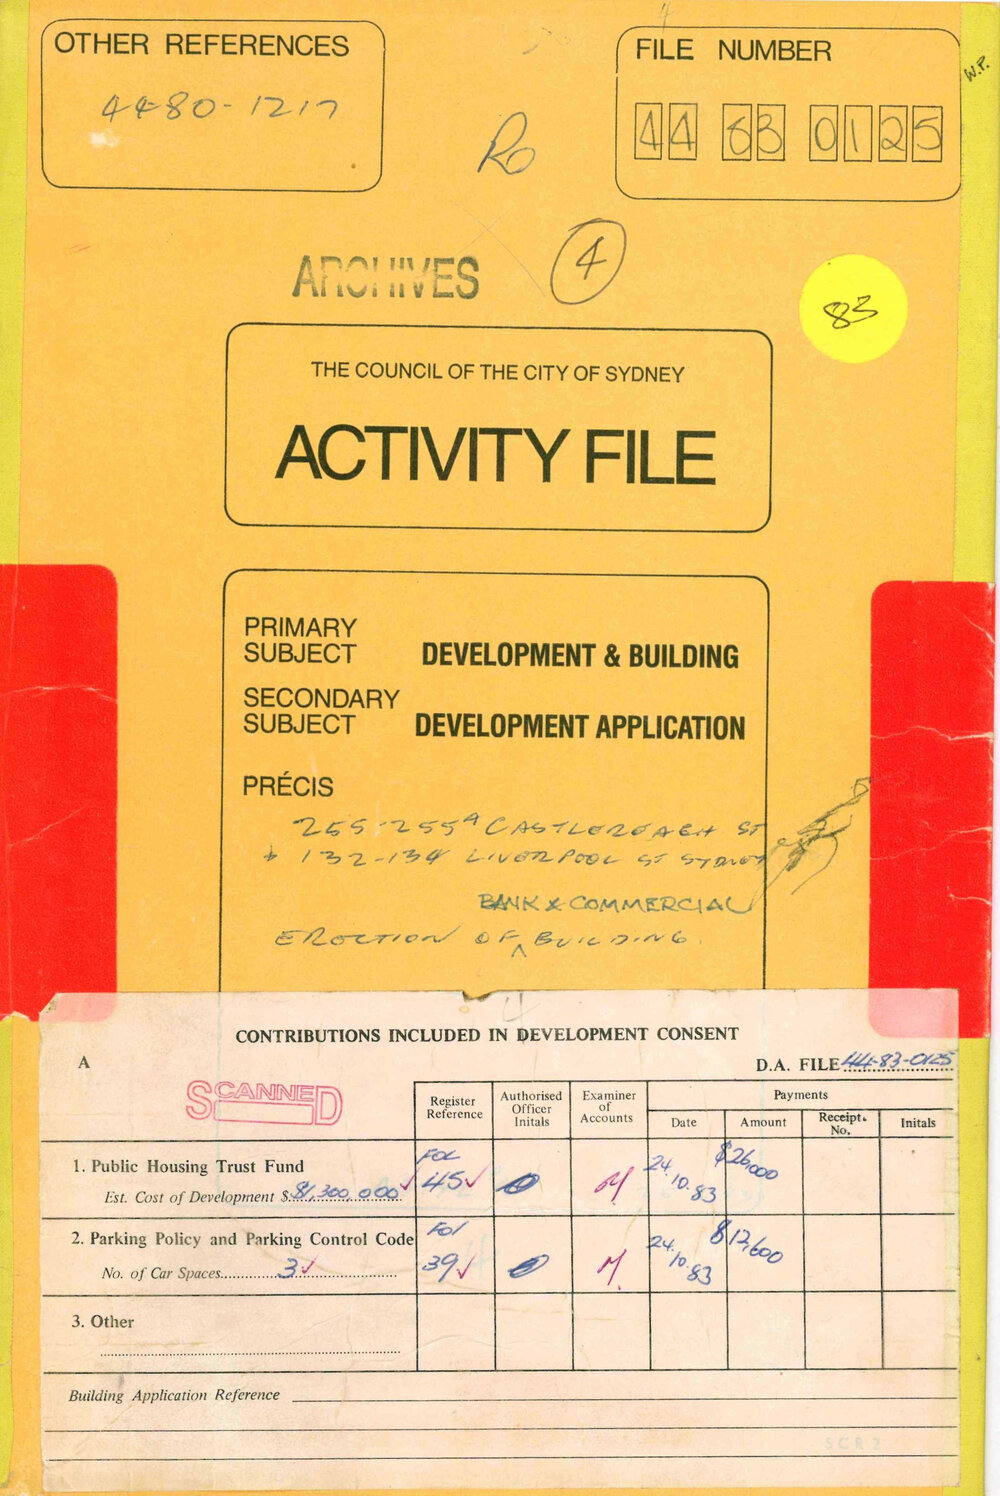 OTHER REFERENCES
44-80-1217
FILE NUMBER
44 83 0125
W.P.
Ro
ARCHIVES
4
83
THE COUNCIL OF THE CITY OF SYDNEY
ACTIVITY FILE
PRIMARY
SUBJECT DEVELOPMENT & BUILDING
SECONDARY
SUBJECT DEVELOPMENT APPLICATION
PRÉCIS
255-255A CASTLEREAGH ST
+ 132-134 LIVERPOOL ST SYDNEY
BANK & COMMERCIAL
ERECTION OF ^ BUILDING.
CONTRIBUTIONS INCLUDED IN DEVELOPMENT CONSENT
A
D.A. FILE 44-83-0125
SCANNED
Register Reference
Authorised Officer Initals
Examiner of Accounts
Payments
Date
Amount
Receipt. No.
Initals
1. Public Housing Trust Fund
Est. Cost of Development $ $1,300,000
FOL 45
24.10.83
$26,000
2. Parking Policy and Parking Control Code
No. of Car Spaces 3
Fol 39
24.10.83
$12,600
3. Other
Building Application Reference
SCR 2